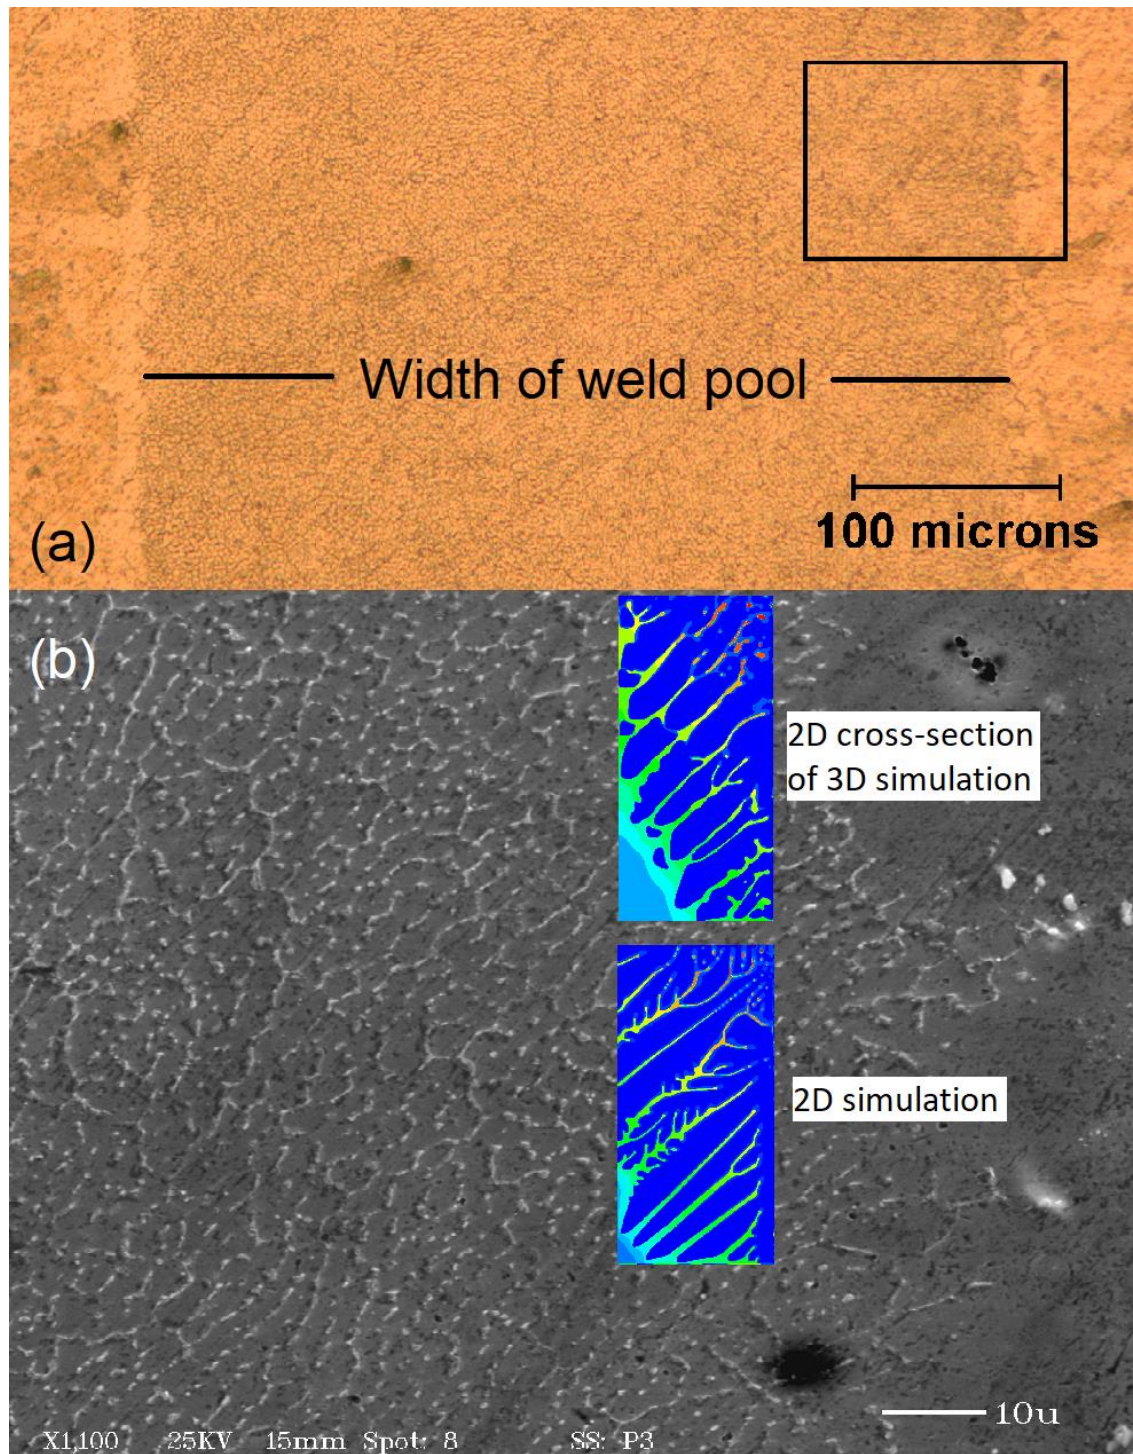 Width of weld pool
100 microns
(a)
(b)
2D cross-section
of 3D simulation
2D simulation
10u
X1,100 25KV 15mm Spot: 8 SS: P3